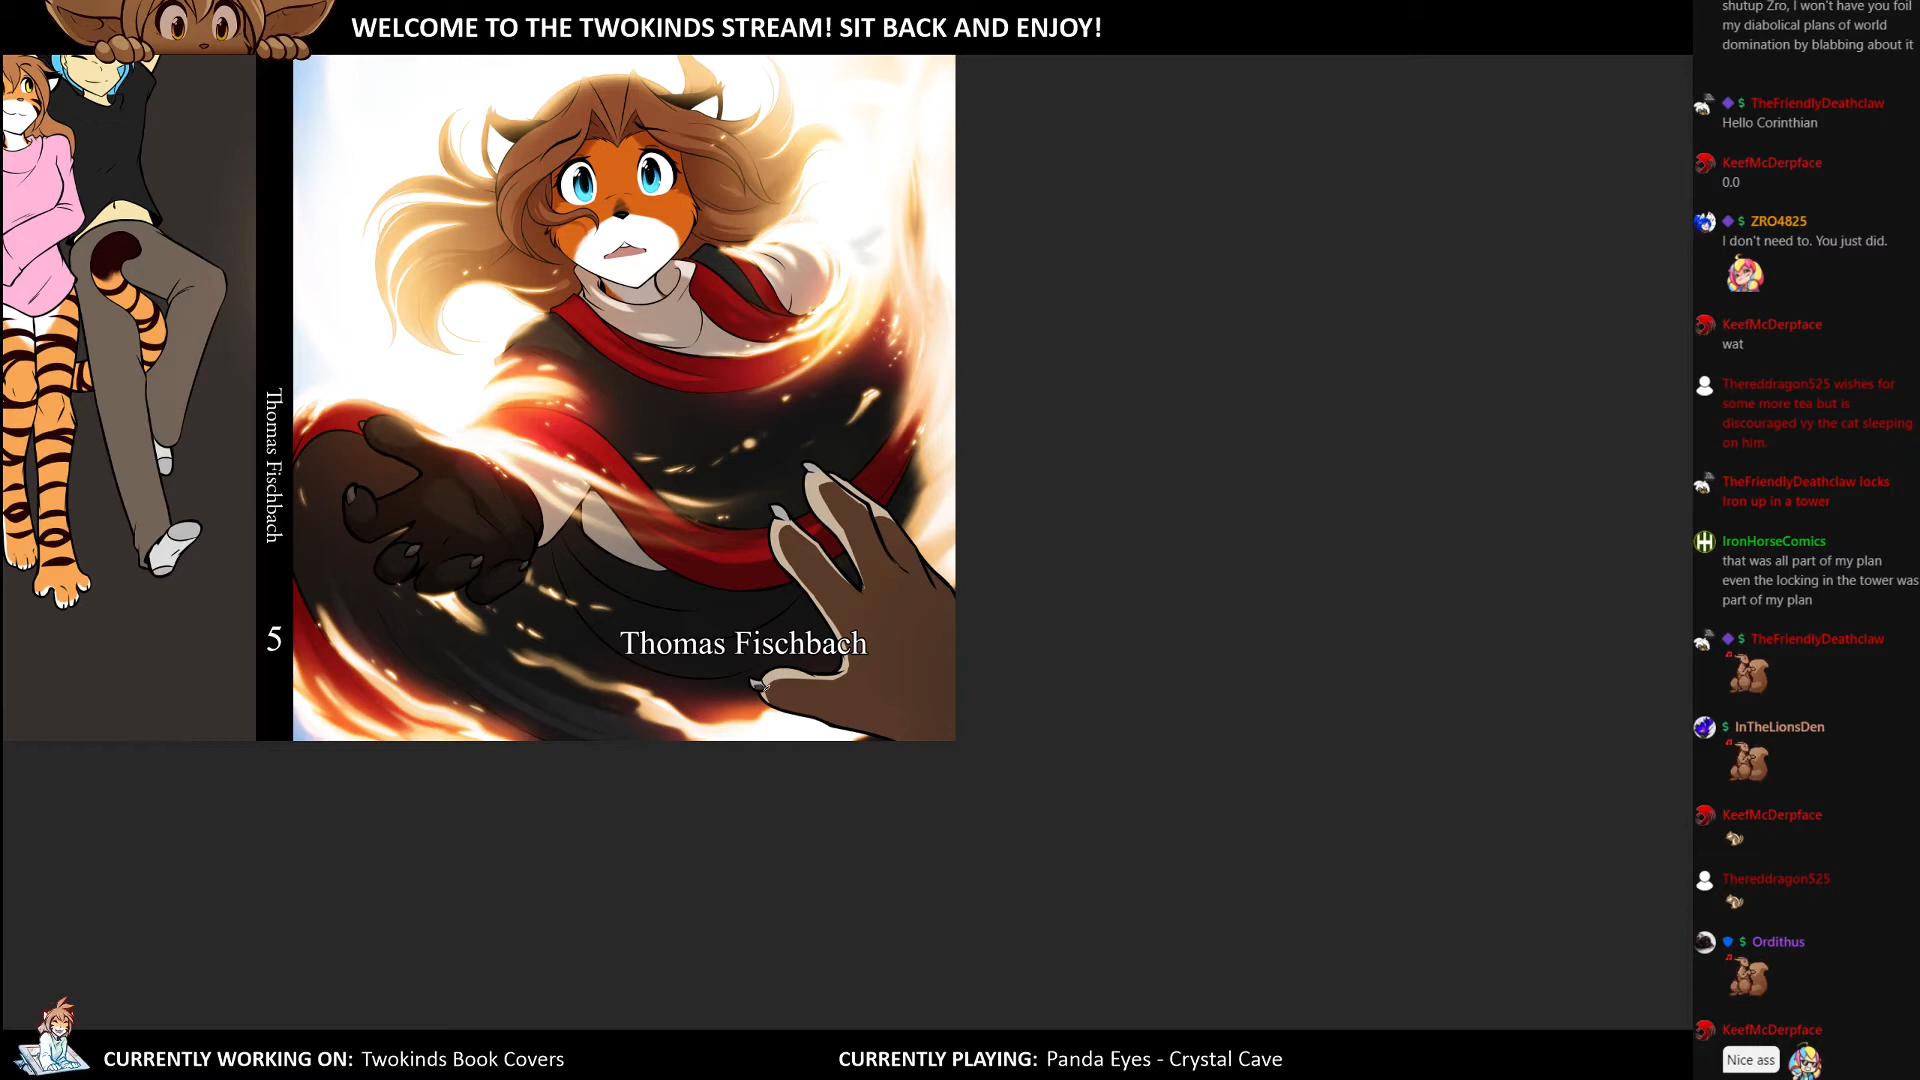 WELCOME TO THE TWOKINDS STREAM! SIT BACK AND ENJOY!
Thomas Fischbach
5
Thomas Fischbach
shutup Zro, I won't have you foil
my diabolical plans of world
domination by blabbing about it
$ TheFriendlyDeathclaw
Hello Corinthian
KeefMcDerpface
0.0
$ ZRO4825
I don't need to. You just did.
KeefMcDerpface
wat
Thereddragon525 wishes for
some more tea but is
discouraged vy the cat sleeping
on him.
TheFriendlyDeathclaw locks
Iron up in a tower
IronHorseComics
that was all part of my plan
even the locking in the tower was
part of my plan
$ TheFriendlyDeathclaw
$ InTheLionsDen
KeefMcDerpface
Thereddragon525
$ Ordithus
KeefMcDerpface
Nice ass
CURRENTLY WORKING ON: Twokinds Book Covers
CURRENTLY PLAYING: Panda Eyes - Crystal Cave